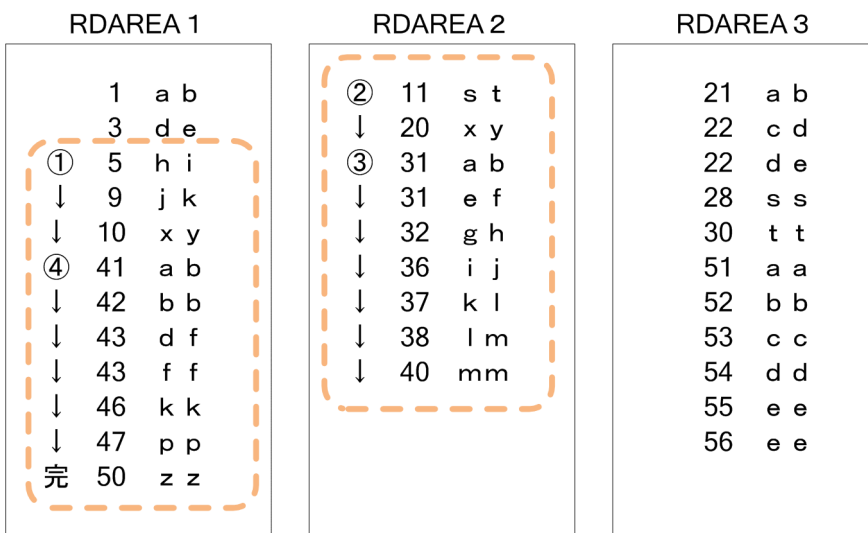 RDAREA 1
1 a b
3 d e
① 5 h i
↓ 9 j k
↓ 10 x y
④ 41 a b
↓ 42 b b
↓ 43 d f
↓ 43 f f
↓ 46 k k
↓ 47 p p
完 50 z z
RDAREA 2
② 11 s t
↓ 20 x y
③ 31 a b
↓ 31 e f
↓ 32 g h
↓ 36 i j
↓ 37 k l
↓ 38 l m
↓ 40 mm
RDAREA 3
21 a b
22 c d
22 d e
28 s s
30 t t
51 a a
52 b b
53 c c
54 d d
55 e e
56 e e